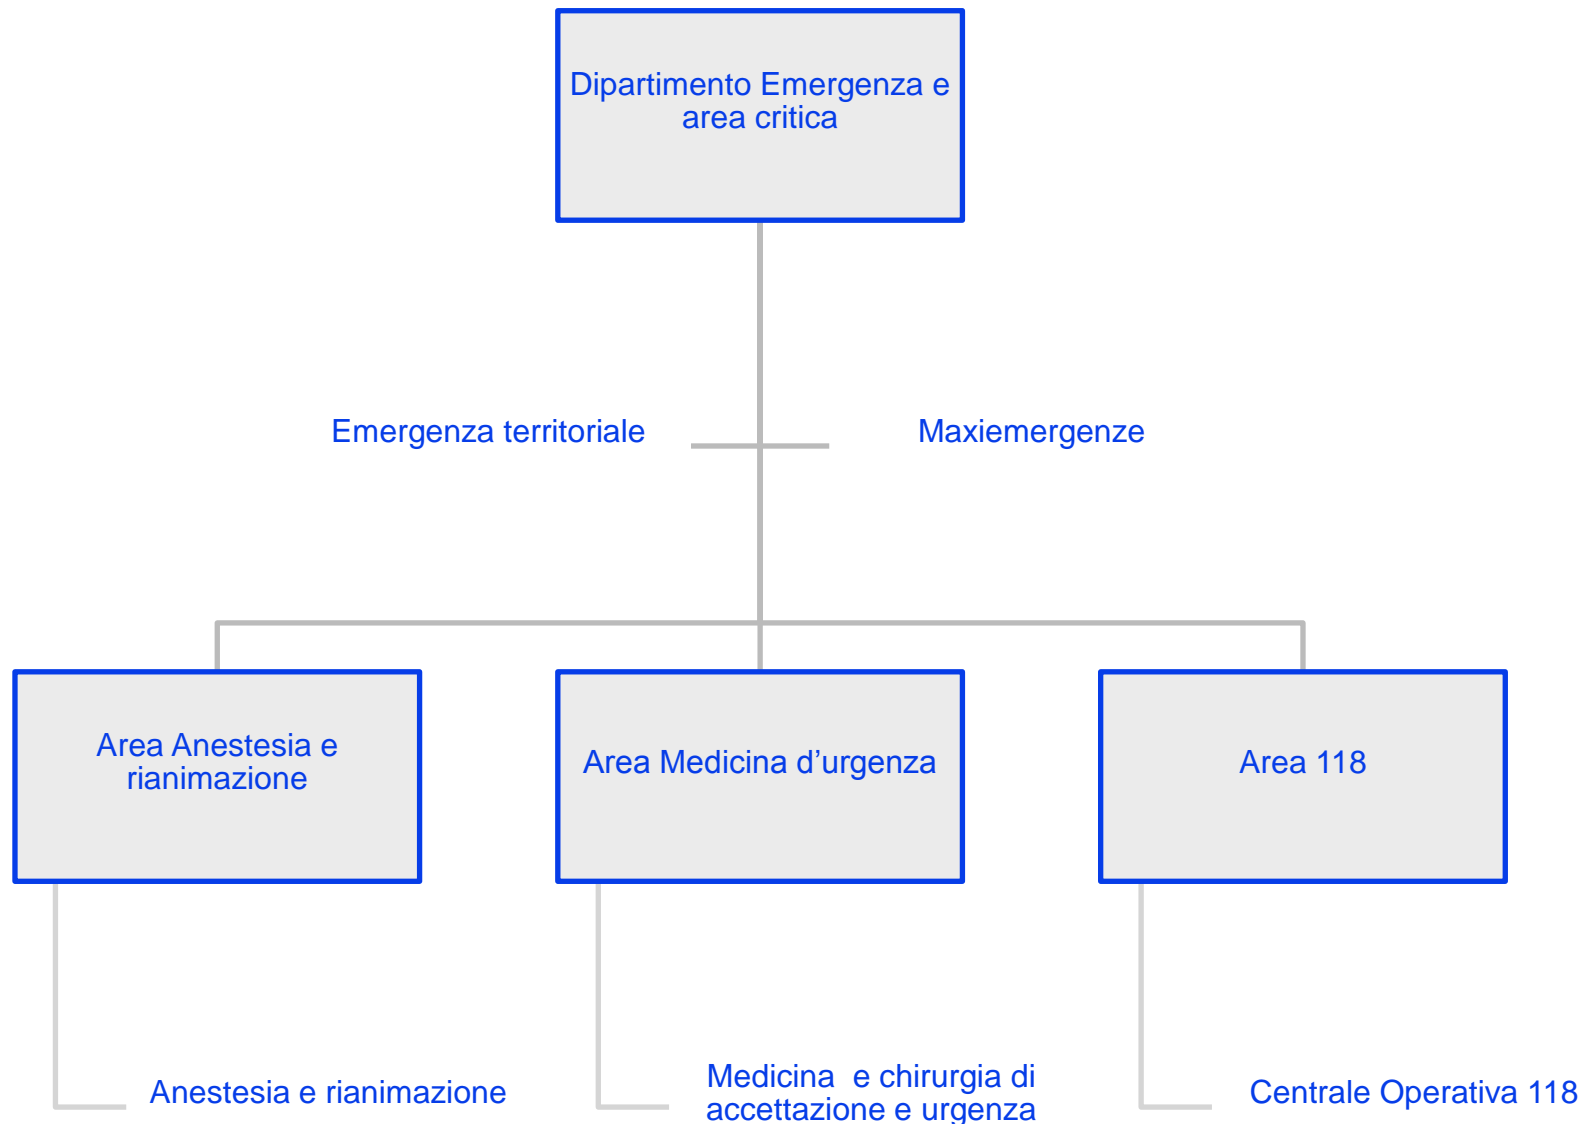 Dipartimento Emergenza e
area critica
Emergenza territoriale
Maxiemergenze
Area Anestesia e
rianimazione
Area Medicina d’urgenza
Area 118
Anestesia e rianimazione
Medicina  e chirurgia di
accettazione e urgenza
Centrale Operativa 118